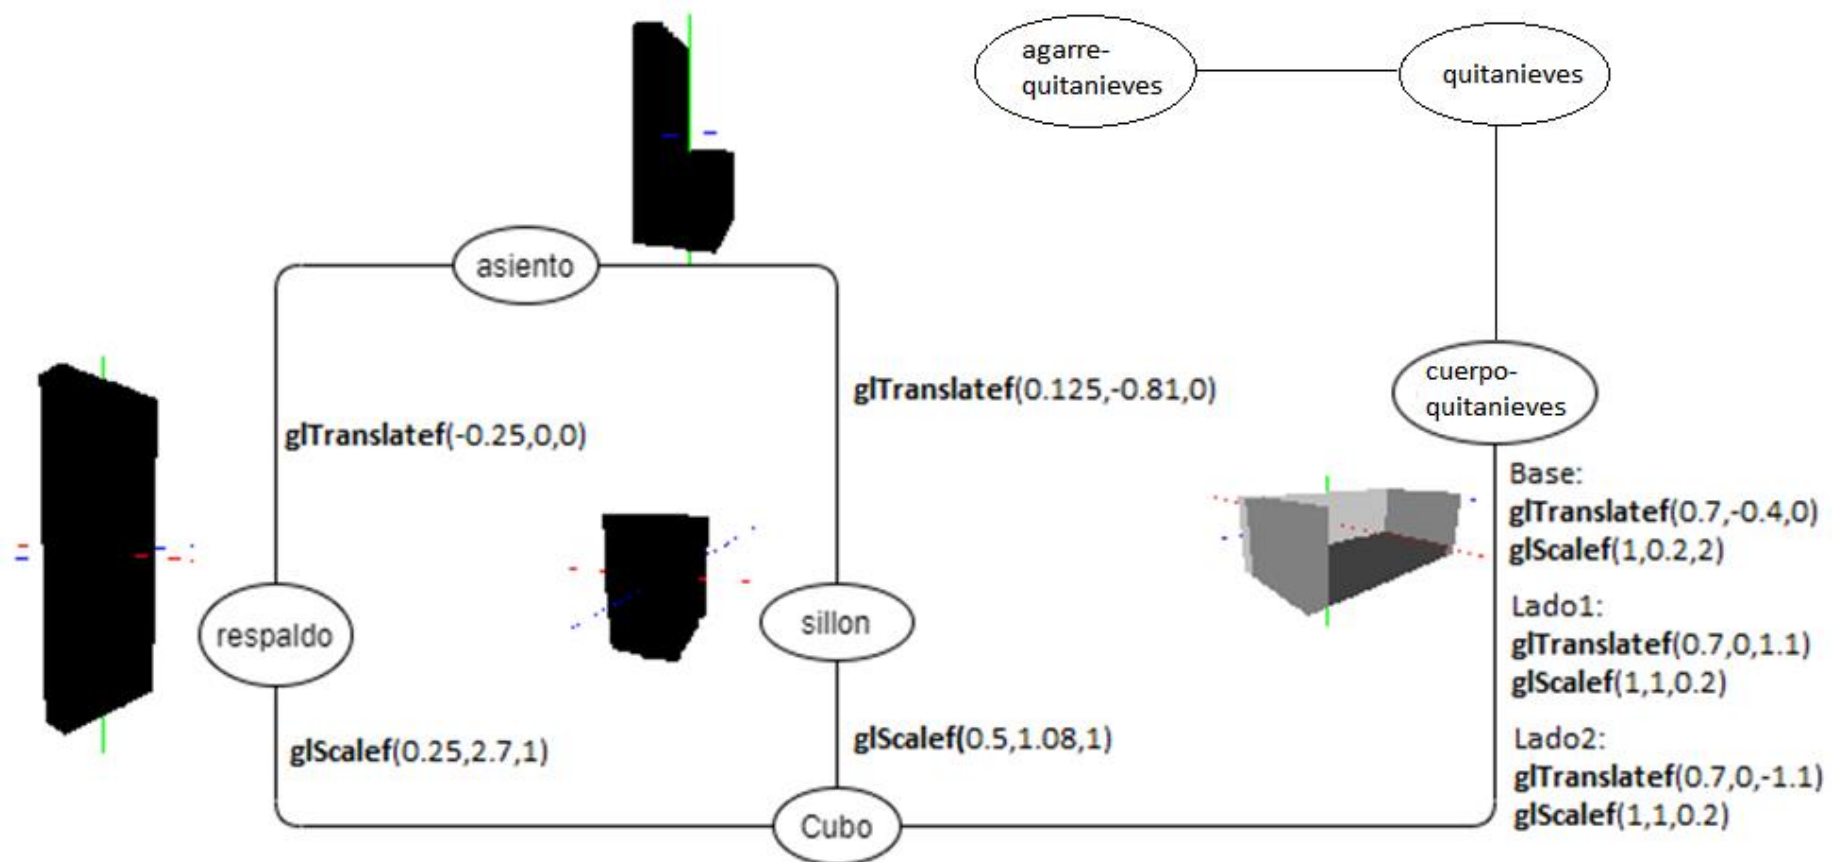 agarre-
quitanieves
quitanieves
asiento
cuerpo-
quitanieves
glTranslatef(-0.25,0,0)
glTranslatef(0.125,-0.81,0)
Base:
glTranslatef(0.7,-0.4,0)
glScalef(1,0.2,2)
respaldo
sillon
Lado1:
glTranslatef(0.7,0,1.1)
glScalef(1,1,0.2)
glScalef(0.25,2.7,1)
glScalef(0.5,1.08,1)
Lado2:
glTranslatef(0.7,0,-1.1)
glScalef(1,1,0.2)
Cubo